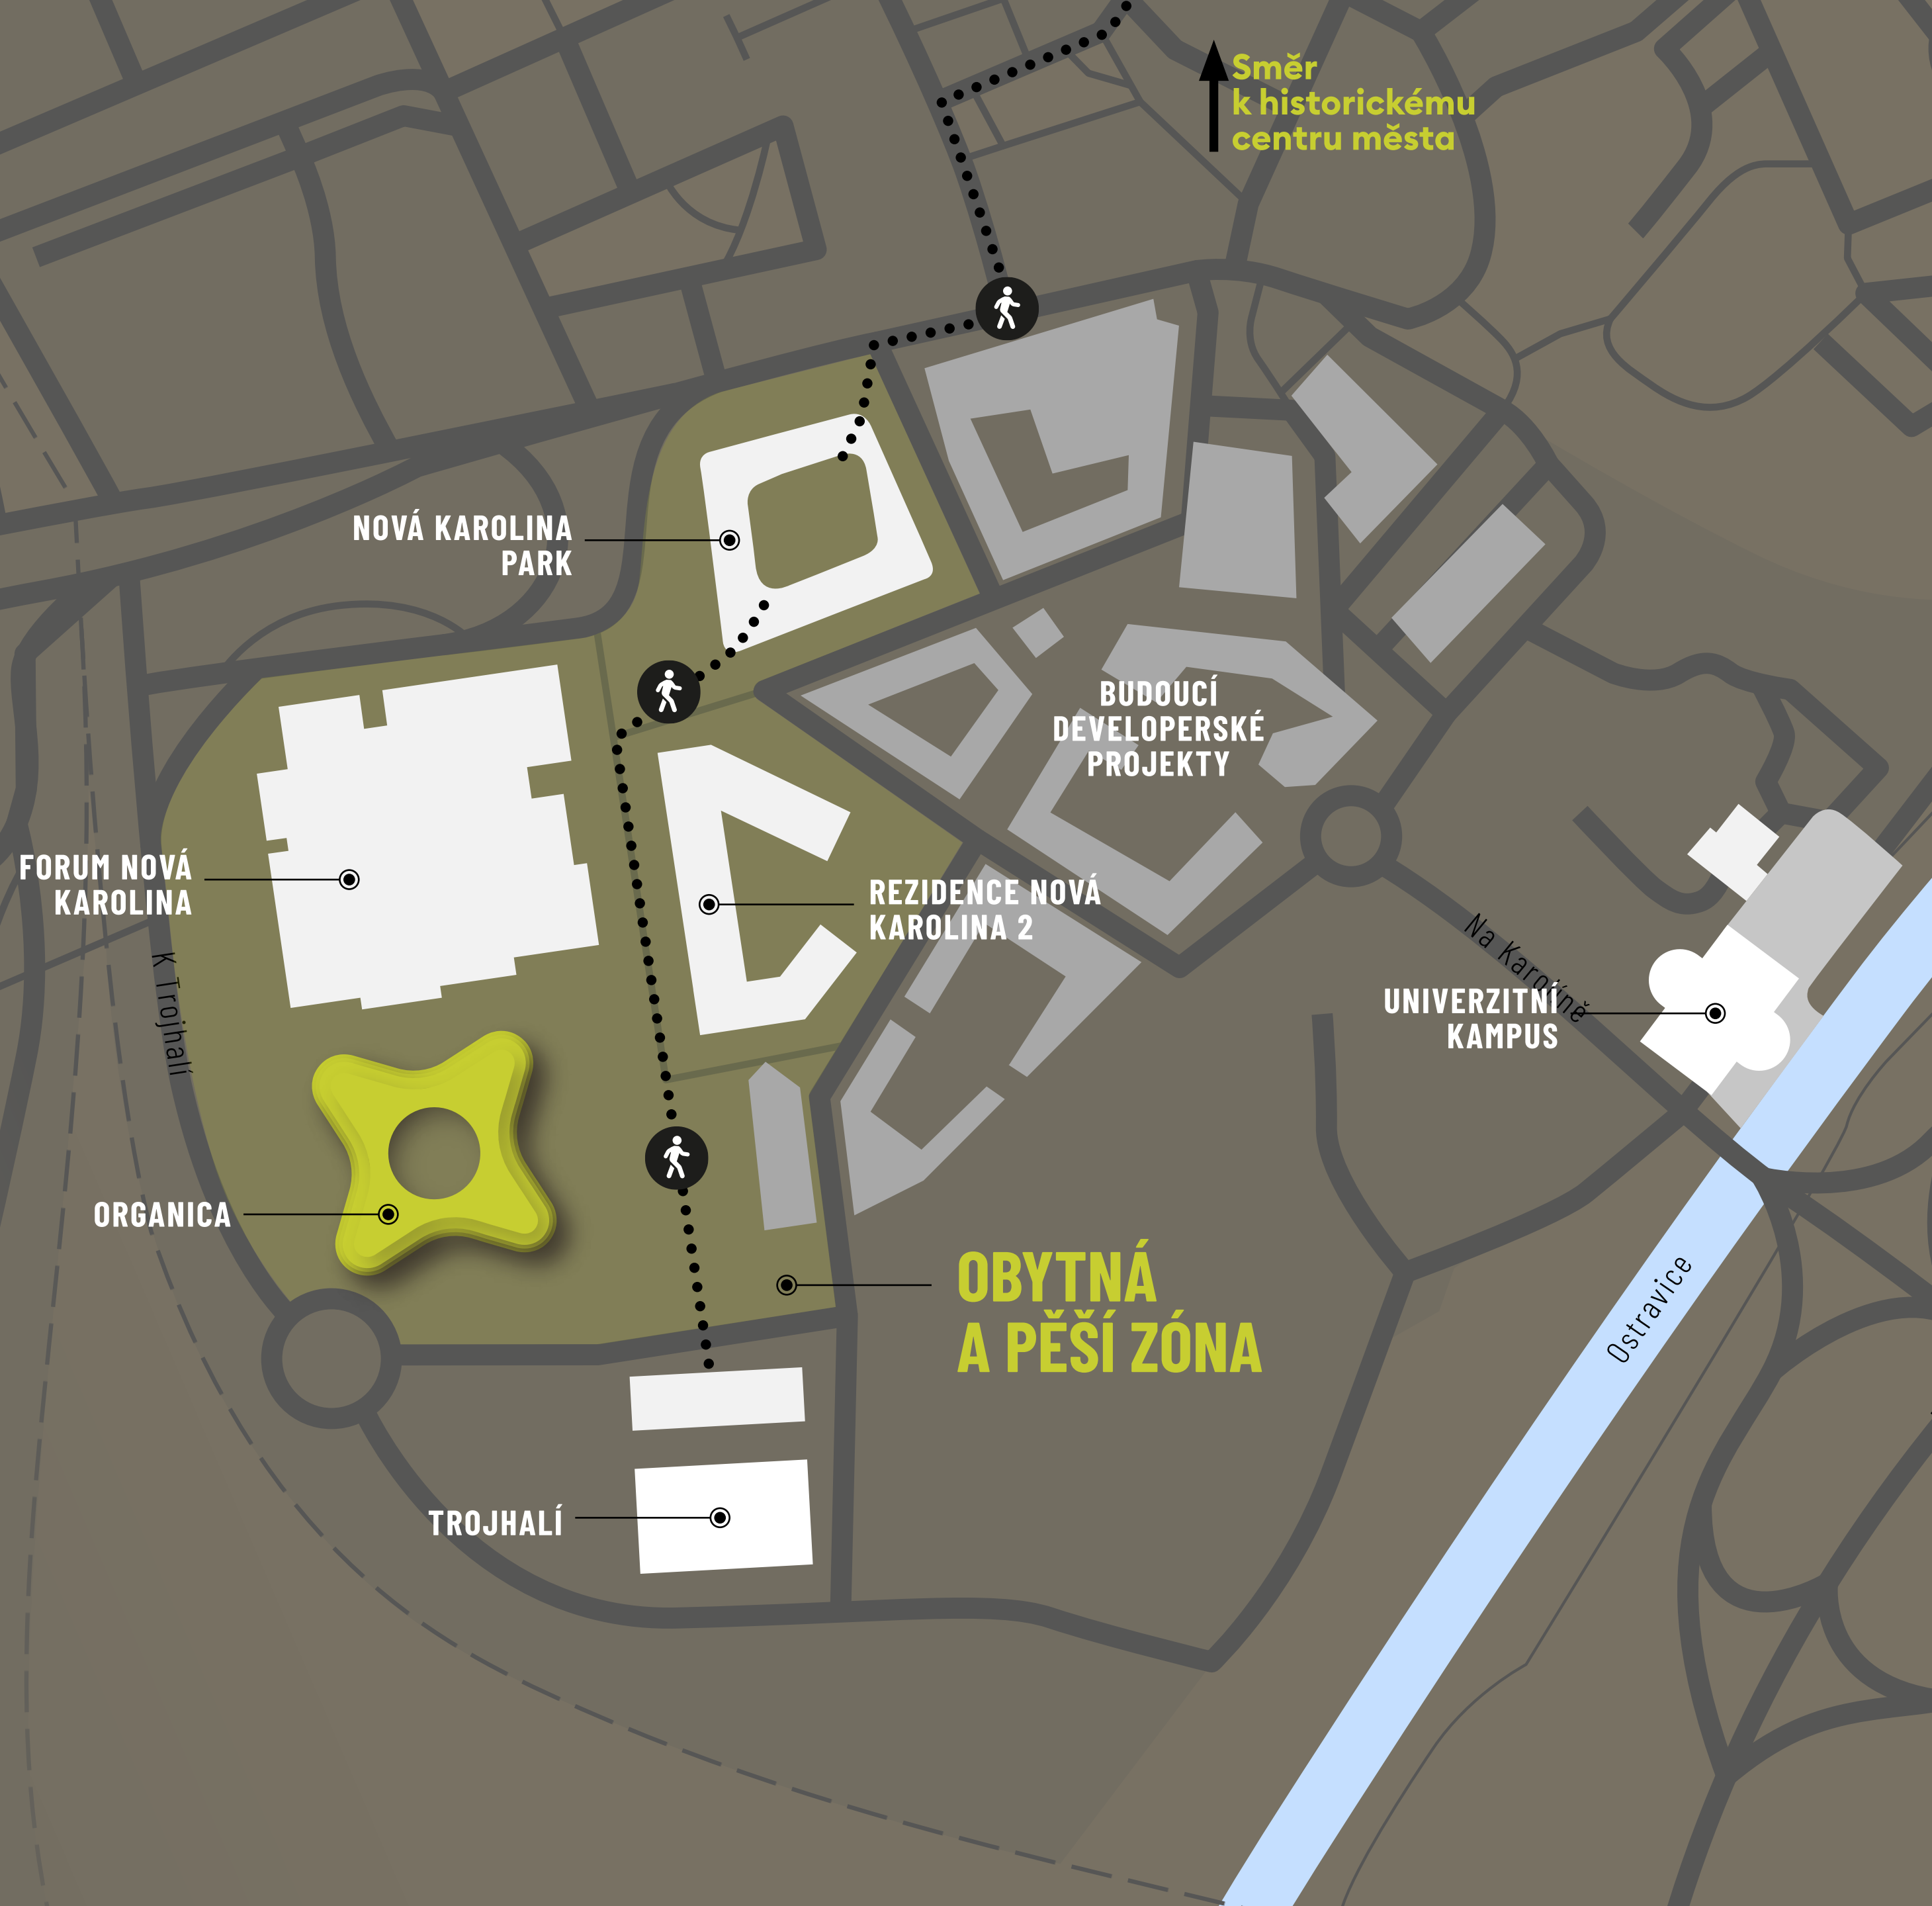 Směr
k historickému
centru města
NOVÁ KAROLINA
PARK
BUDOUCÍ
DEVELOPERSKÉ
PROJEKTY
FORUM NOVÁ
KAROLINA
REZIDENCE NOVÁ
KAROLINA 2
K Trojhalí
Na Karolíně
UNIVERZITNÍ
KAMPUS
ORGANICA
OBYTNÁ
A PĚŠÍ ZÓNA
Ostravice
TROJHALÍ